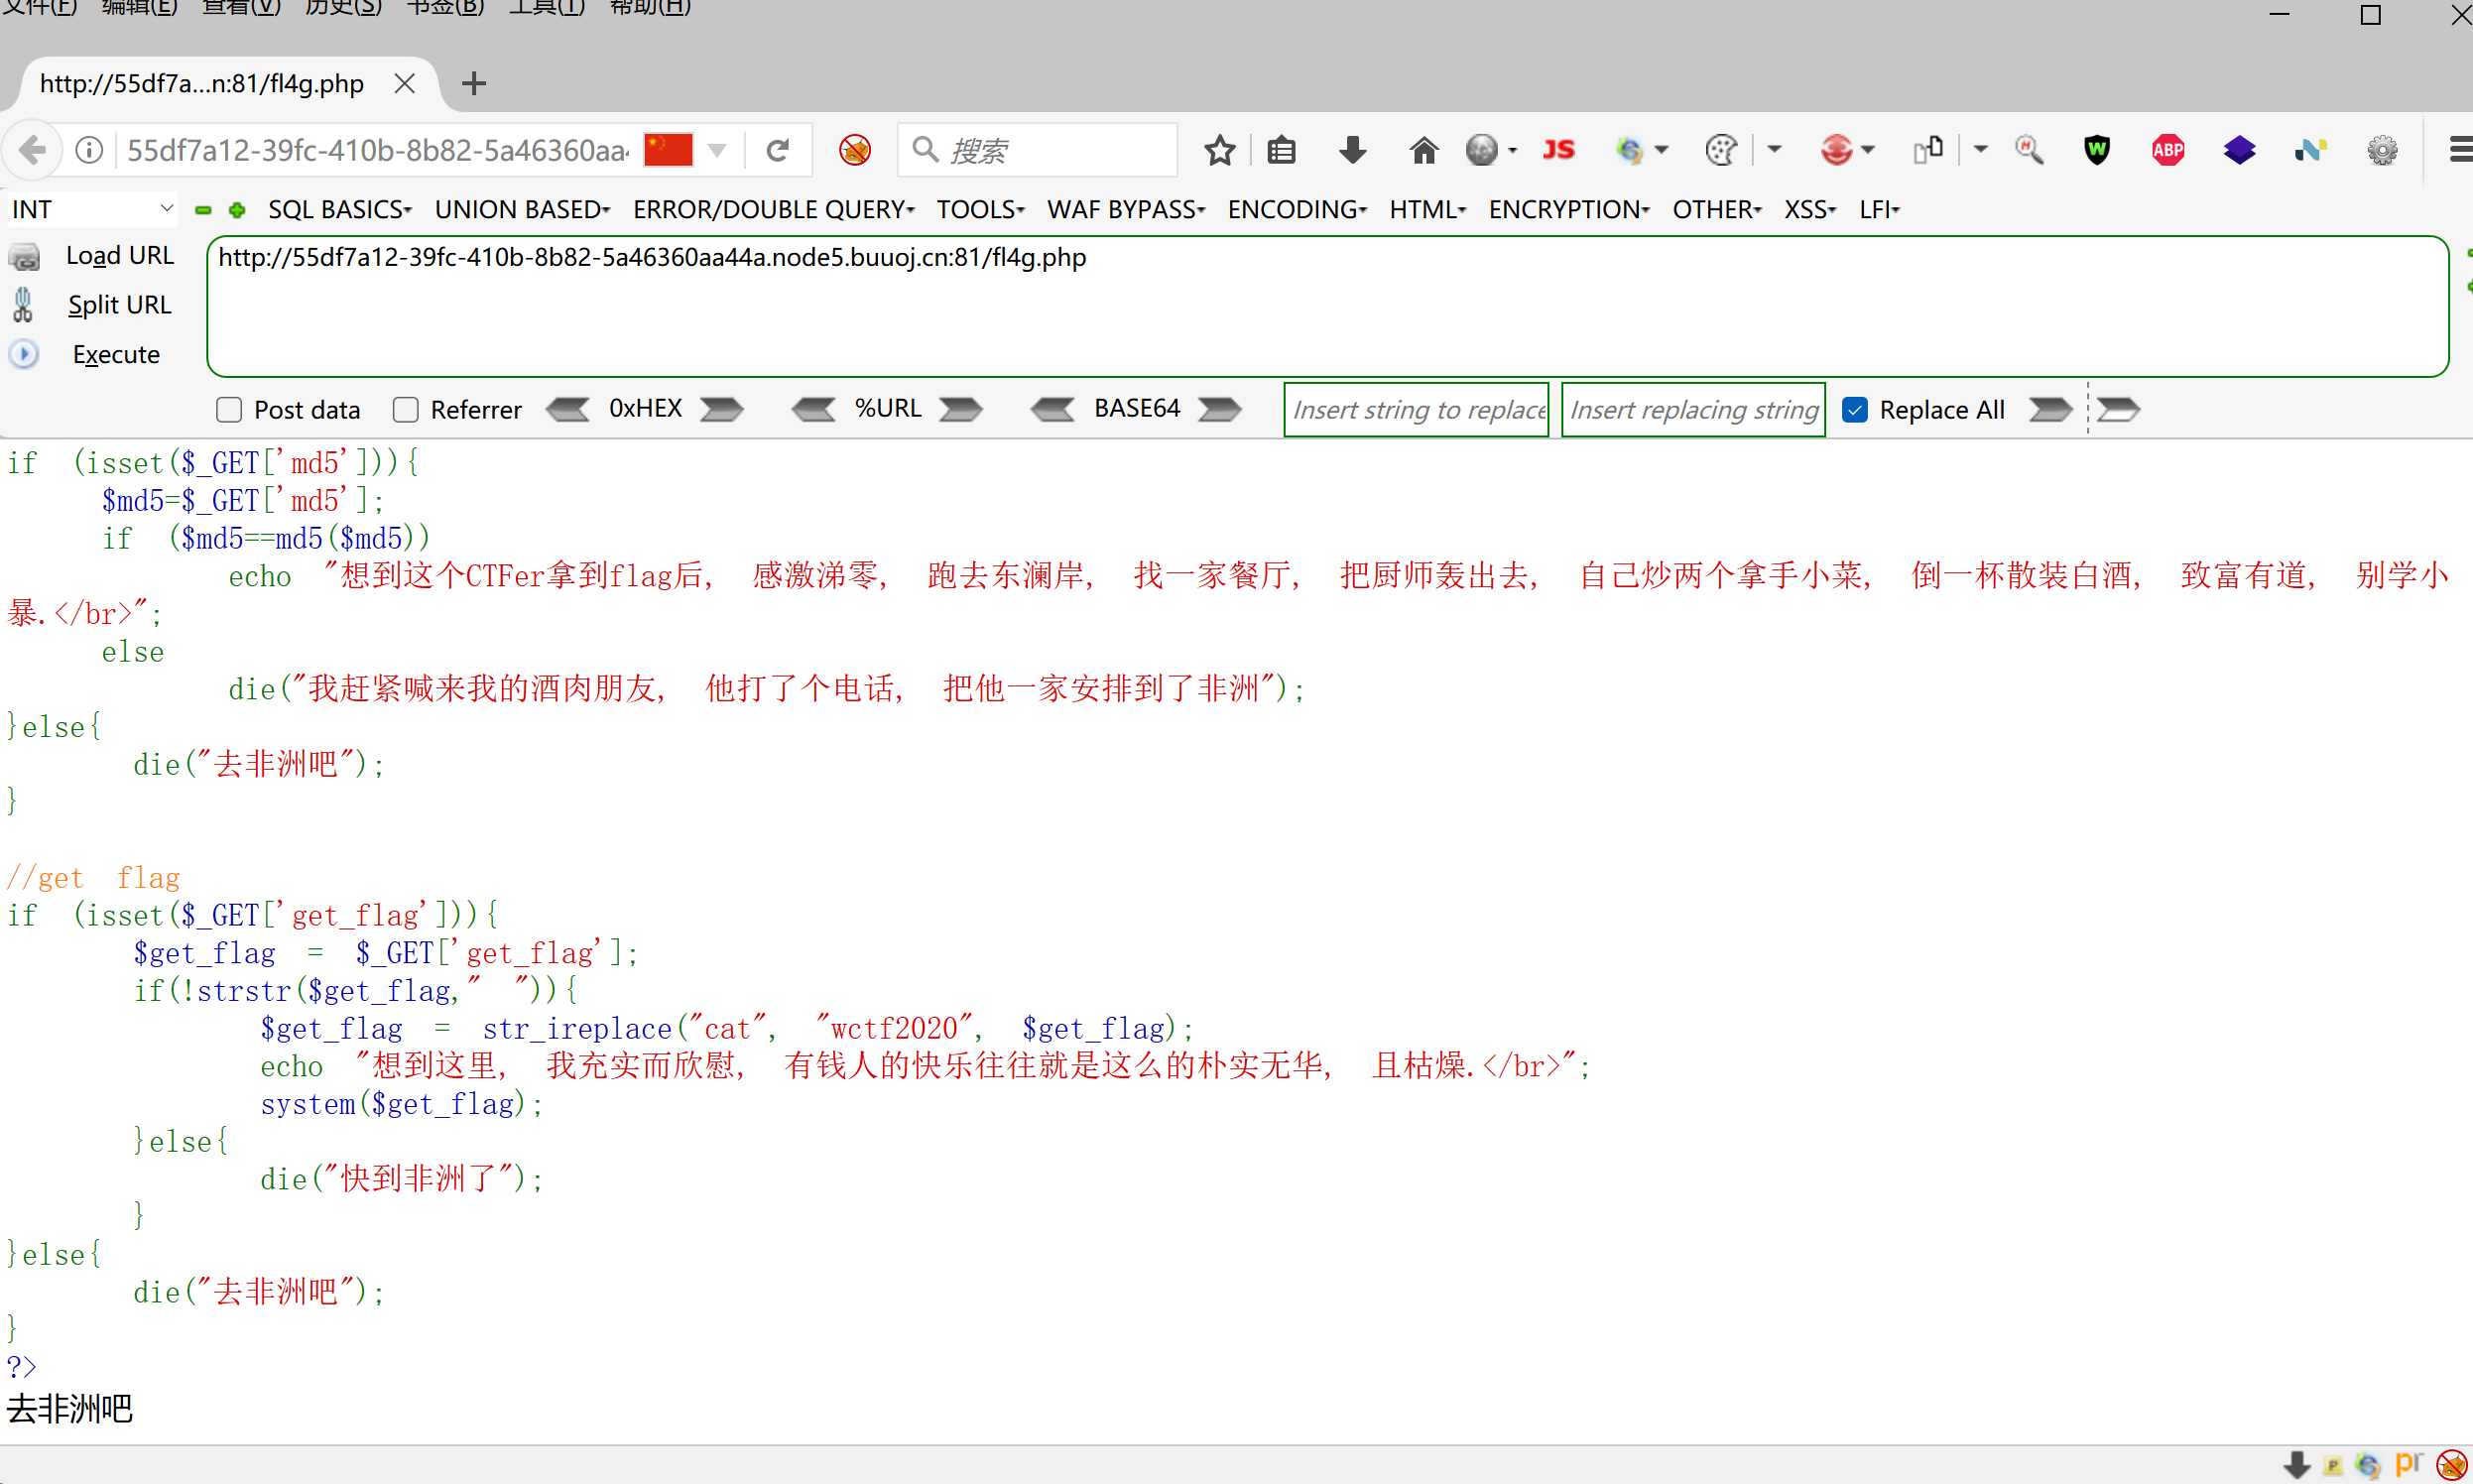 文件(F) 编辑(E) 查看(V) 历史(S) 书签(B) 工具(T) 帮助(H)
http://55df7a...n:81/fl4g.php
55df7a12-39fc-410b-8b82-5a46360aa4 搜索 JS W ABP N
INT SQL BASICS UNION BASED ERROR/DOUBLE QUERY TOOLS WAF BYPASS ENCODING HTML ENCRYPTION OTHER XSS LFI
Load URL http://55df7a12-39fc-410b-8b82-5a46360aa44a.node5.buuoj.cn:81/fl4g.php
Split URL
Execute
Post data Referrer 0xHEX %URL BASE64 Insert string to replace Insert replacing string Replace All
if (isset($_GET['md5'])){
$md5=$_GET['md5'];
if ($md5==md5($md5))
echo "想到这个CTFer拿到flag后, 感激涕零, 跑去东澜岸, 找一家餐厅, 把厨师轰出去, 自己炒两个拿手小菜, 倒一杯散装白酒, 致富有道, 别学小
暴.</br>";
else
die("我赶紧喊来我的酒肉朋友, 他打了个电话, 把他一家安排到了非洲");
}else{
die("去非洲吧");
}
//get flag
if (isset($_GET['get_flag'])){
$get_flag = $_GET['get_flag'];
if(!strstr($get_flag," ")){
$get_flag = str_ireplace("cat", "wctf2020", $get_flag);
echo "想到这里, 我充实而欣慰, 有钱人的快乐往往就是这么的朴实无华, 且枯燥.</br>";
system($get_flag);
}else{
die("快到非洲了");
}
}else{
die("去非洲吧");
}
?>
去非洲吧
P pr